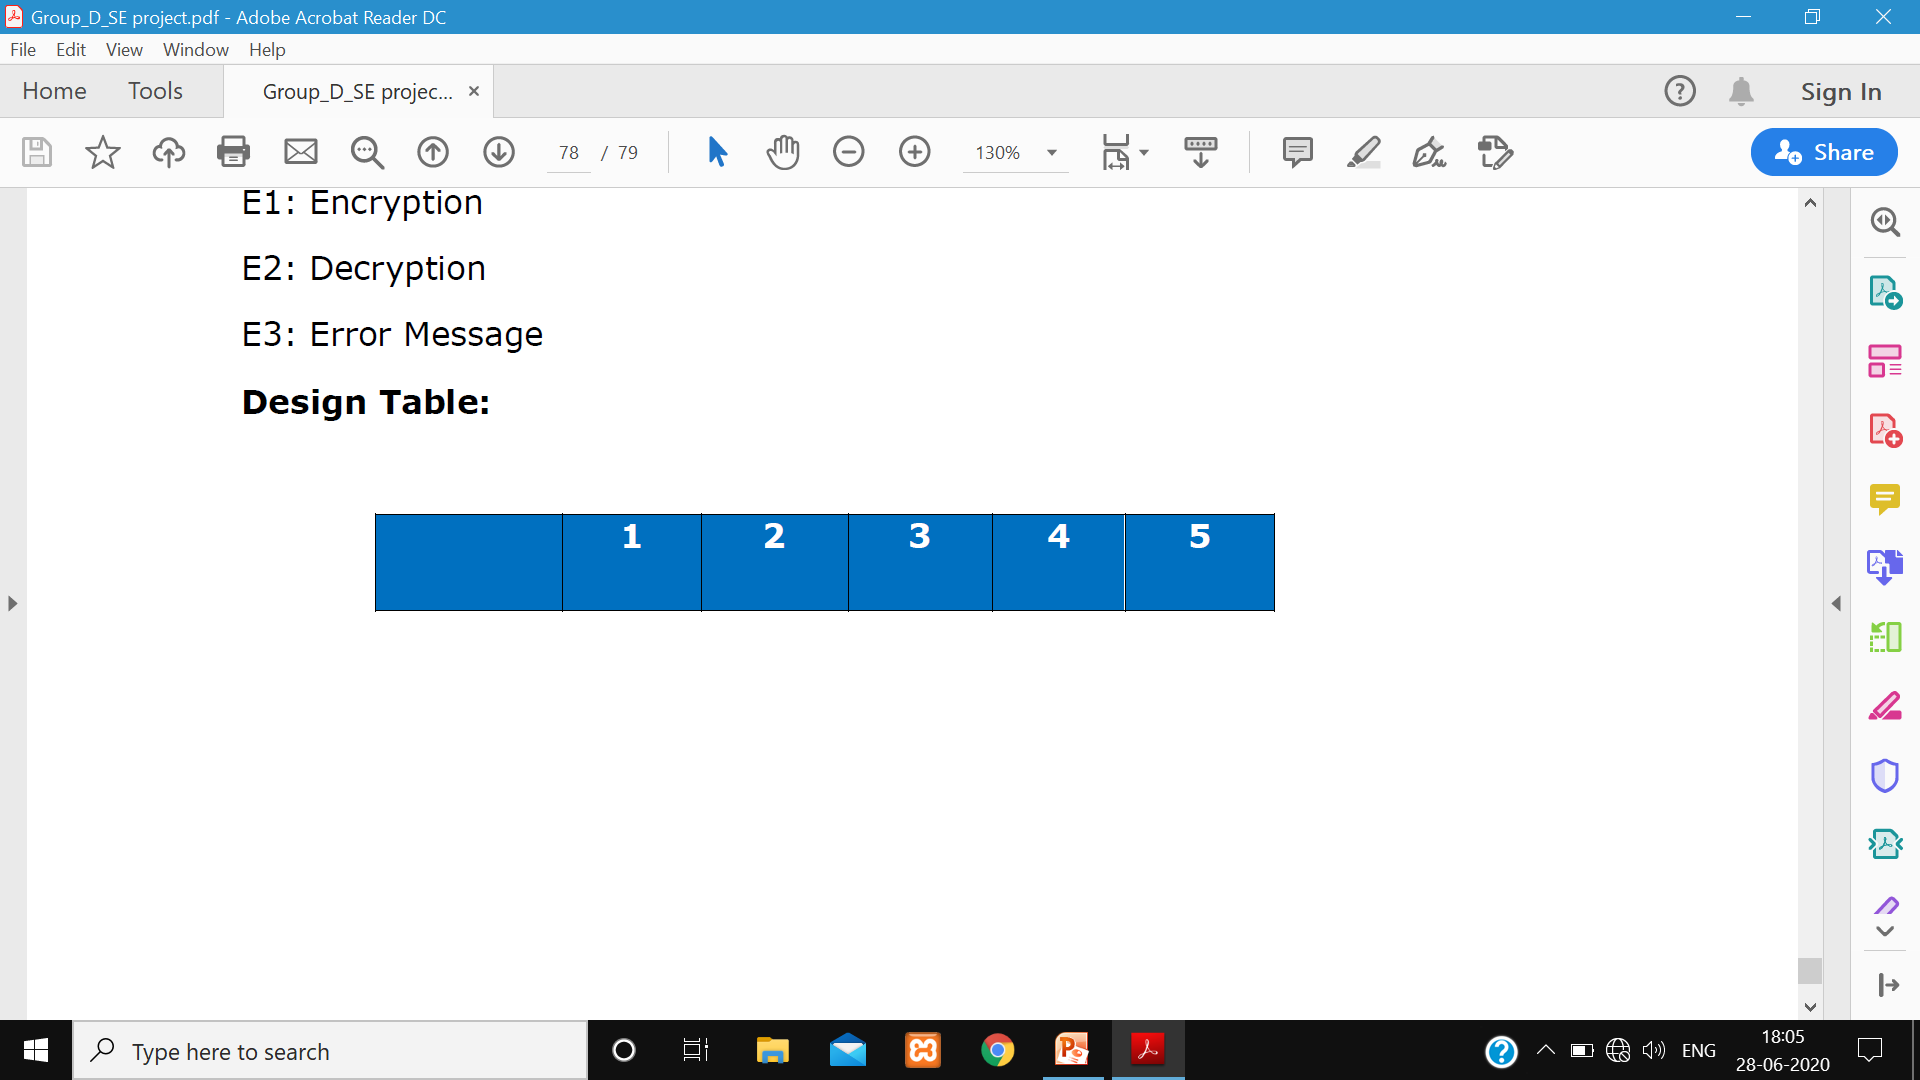 Group_D_SE project.pdf - Adobe Acrobat Reader DC
File Edit View Window Help
Home Tools Group_D_SE projec... × Sign In
78 / 79 130% Share
E1: Encryption
E2: Decryption
E3: Error Message
Design Table:
1 2 3 4 5
Type here to search
ENG
18:05
28-06-2020